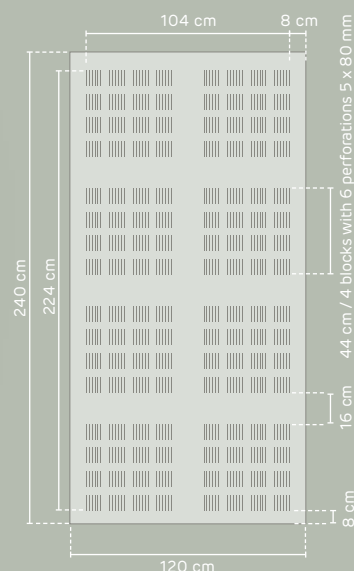 104 cm
8 cm
240 cm
224 cm
44 cm / 4 blocks with 6 perforations 5 x 80 mm
16 cm
8 cm
120 cm